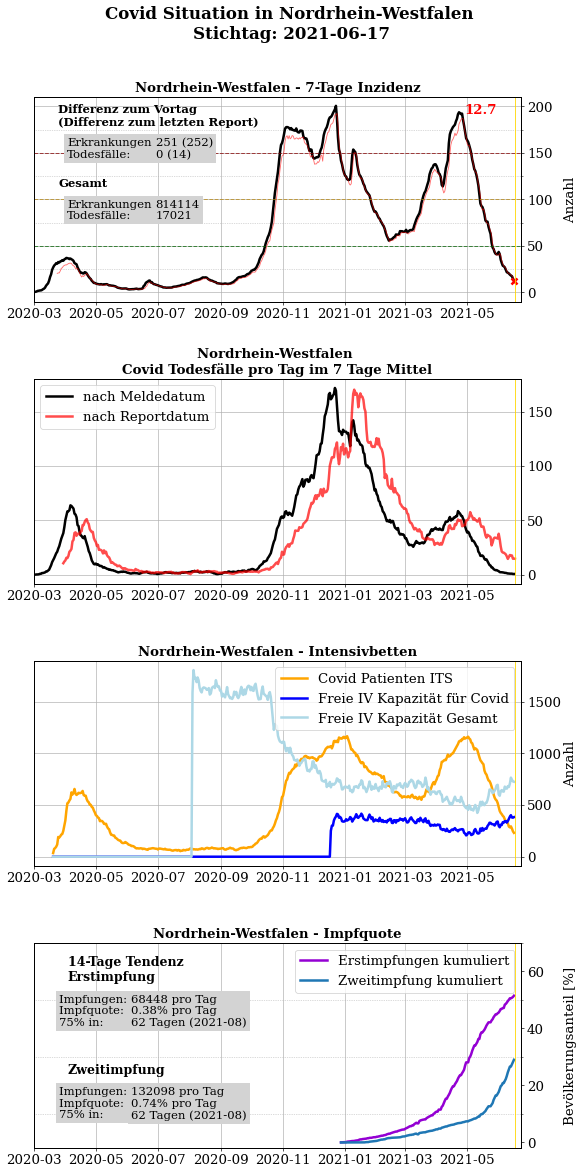 Covid Situation in Nordrhein-Westfalen
Stichtag: 2021-06-17
Nordrhein-Westfalen - 7-Tage Inzidenz
Differenz zum Vortag
(Differenz zum letzten Report)
Erkrankungen 251 (252)
Todesfälle: 0 (14)
Gesamt
Erkrankungen 814114
Todesfälle: 17021
12.7
200
150
100
50
0
Anzahl
2020-03 2020-05 2020-07 2020-09 2020-11 2021-01 2021-03 2021-05
Nordrhein-Westfalen
Covid Todesfälle pro Tag im 7 Tage Mittel
nach Meldedatum
nach Reportdatum
150
100
50
0
2020-03 2020-05 2020-07 2020-09 2020-11 2021-01 2021-03 2021-05
Nordrhein-Westfalen - Intensivbetten
Covid Patienten ITS
Freie IV Kapazität für Covid
Freie IV Kapazität Gesamt
1500
1000
500
0
Anzahl
2020-03 2020-05 2020-07 2020-09 2020-11 2021-01 2021-03 2021-05
Nordrhein-Westfalen - Impfquote
14-Tage Tendenz
Erstimpfung
Impfungen: 68448 pro Tag
Impfquote: 0.38% pro Tag
75% in: 62 Tagen (2021-08)
Zweitimpfung
Impfungen: 132098 pro Tag
Impfquote: 0.74% pro Tag
75% in: 62 Tagen (2021-08)
Erstimpfungen kumuliert
Zweitimpfung kumuliert
60
40
20
0
Bevölkerungsanteil [%]
2020-03 2020-05 2020-07 2020-09 2020-11 2021-01 2021-03 2021-05